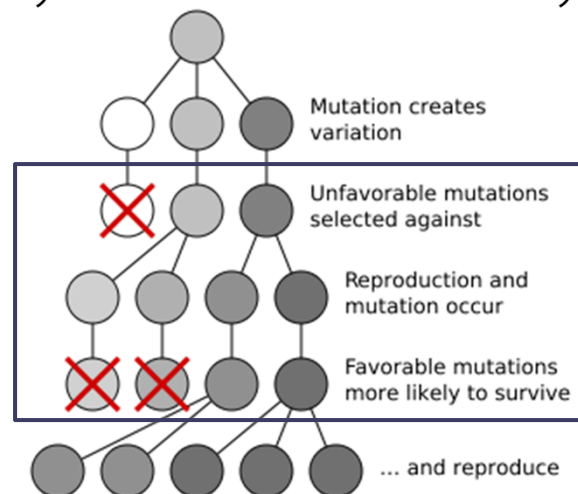 Mutation creates
variation
Unfavorable mutations
selected against
Reproduction and
mutation occur
Favorable mutations
more likely to survive
... and reproduce